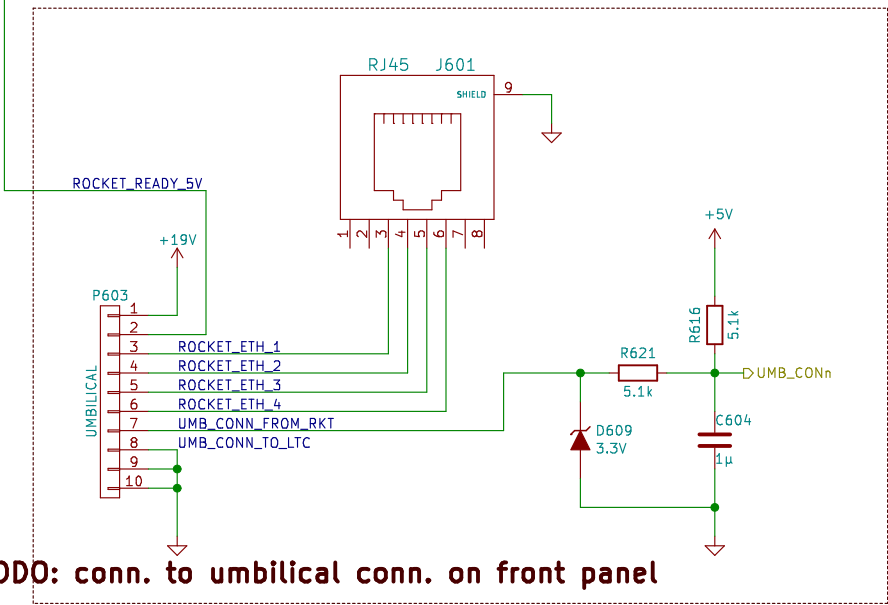 RJ45 J601
SHIELD
9
1 2 3 4 5 6 7 8
ROCKET_READY_5V
+19V
P603
UMBILICAL
1
2
3 ROCKET_ETH_1
4 ROCKET_ETH_2
5 ROCKET_ETH_3
6 ROCKET_ETH_4
7 UMB_CONN_FROM_RKT
8 UMB_CONN_TO_LTC
9
10
+5V
R616
5.1k
R621
5.1k
UMB_CONn
D609
3.3V
C604
1µ
ODO: conn. to umbilical conn. on front panel